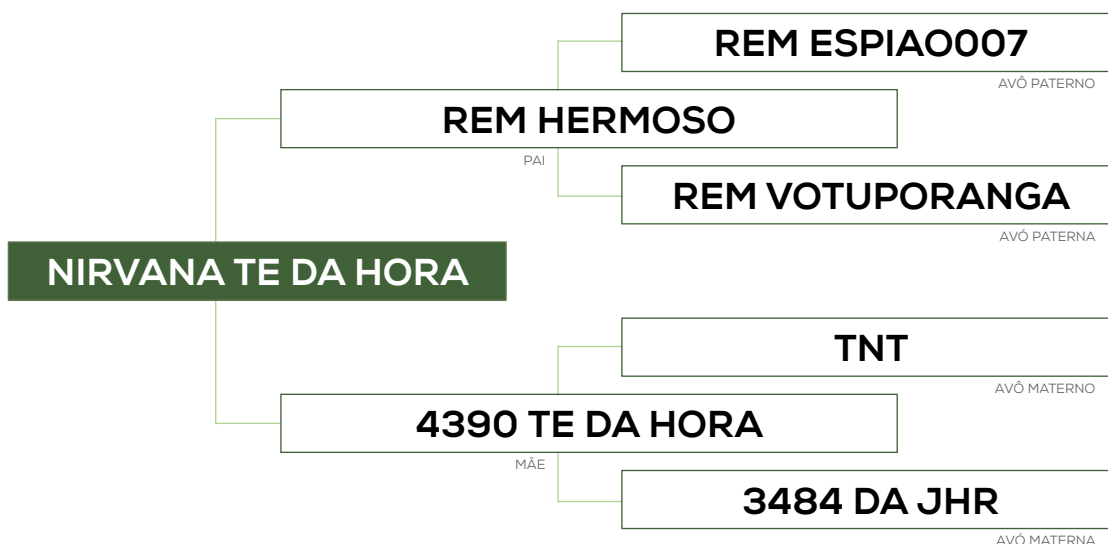 REM ESPIAO007
AVÔ PATERNO
REM HERMOSO
PAI
REM VOTUPORANGA
AVÓ PATERNA
NIRVANA TE DA HORA
TNT
AVÔ MATERNO
4390 TE DA HORA
MÃE
3484 DA JHR
AVÓ MATERNA